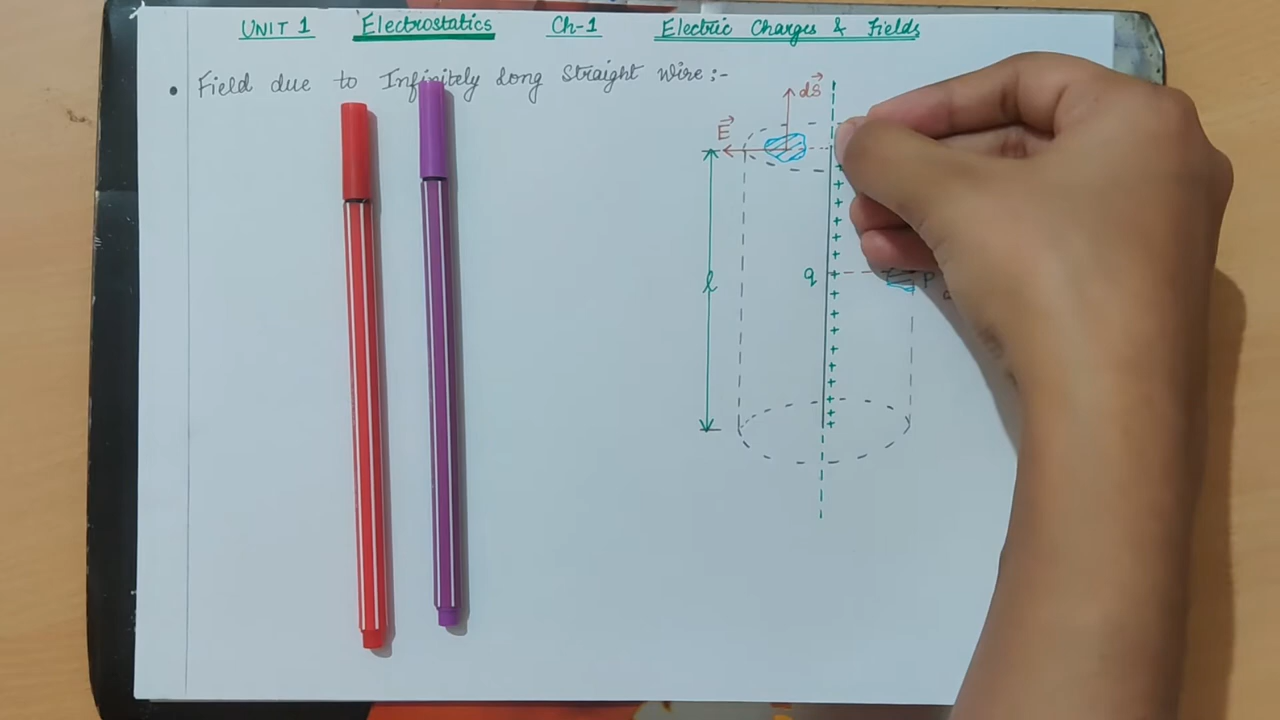 UNIT 1 Electrostatics Ch-1 Electric Charges & Fields
• Field due to Infinitely long Straight Wire :-
dS
E
l
q
P